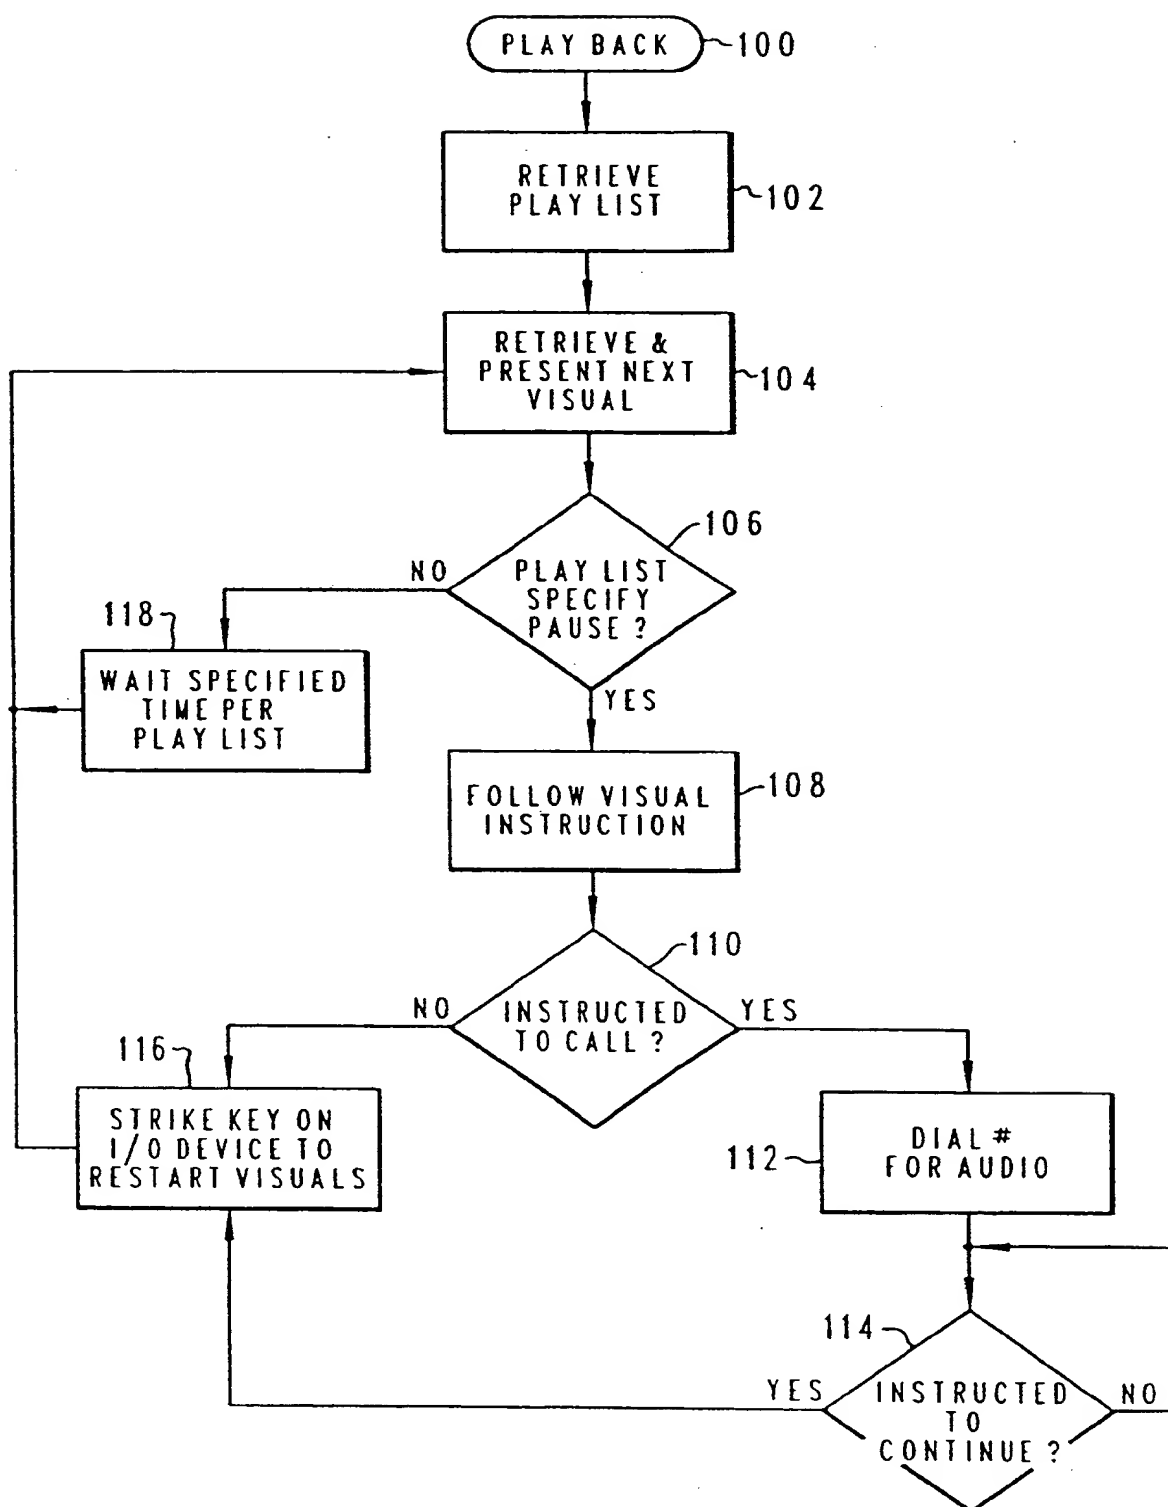 PLAY BACK
100
RETRIEVE
PLAY LIST
102
RETRIEVE &
PRESENT NEXT
VISUAL
104
106
PLAY LIST
SPECIFY
PAUSE ?
NO
YES
118
WAIT SPECIFIED
TIME PER
PLAY LIST
FOLLOW VISUAL
INSTRUCTION
108
110
INSTRUCTED
TO CALL ?
NO
YES
116
STRIKE KEY ON
I/O DEVICE TO
RESTART VISUALS
DIAL #
FOR AUDIO
112
114
INSTRUCTED
TO
CONTINUE ?
YES
NO